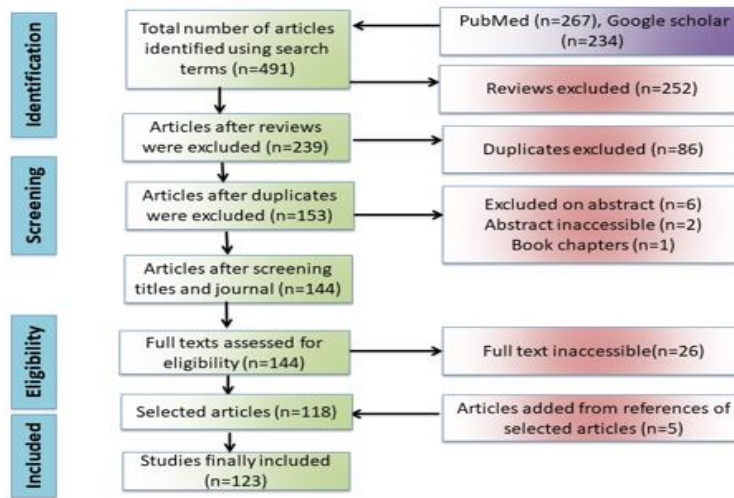 Identification
Total number of articles
identified using search
terms (n=491)
PubMed (n=267), Google scholar
(n=234)
Reviews excluded (n=252)
Articles after reviews
were excluded (n=239)
Duplicates excluded (n=86)
Screening
Articles after duplicates
were excluded (n=153)
Excluded on abstract (n=6)
Abstract inaccessible (n=2)
Book chapters (n=1)
Articles after screening
titles and journal (n=144)
Eligibility
Full texts assessed for
eligibility (n=144)
Full text inaccessible(n=26)
Included
Selected articles (n=118)
Articles added from references of
selected articles (n=5)
Studies finally included
(n=123)